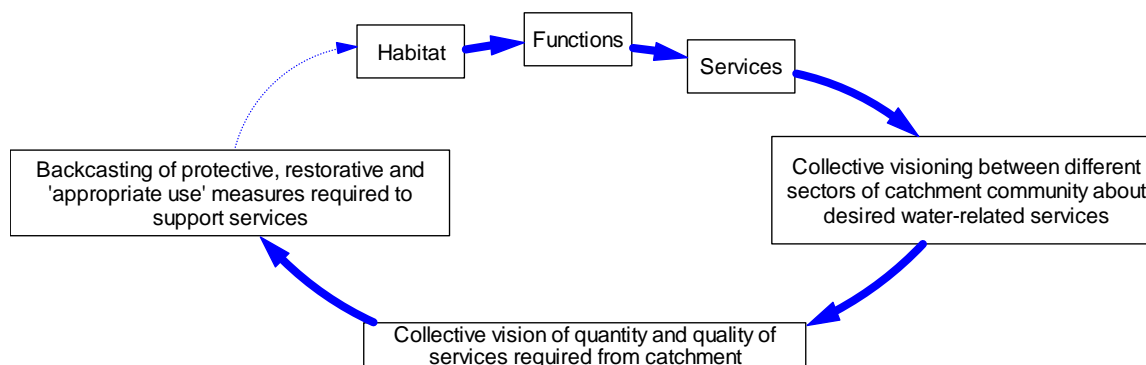 Habitat
Functions
Services
Collective visioning between different
sectors of catchment community about
desired water-related services
Collective vision of quantity and quality of
services required from catchment
Backcasting of protective, restorative and
'appropriate use' measures required to
support services